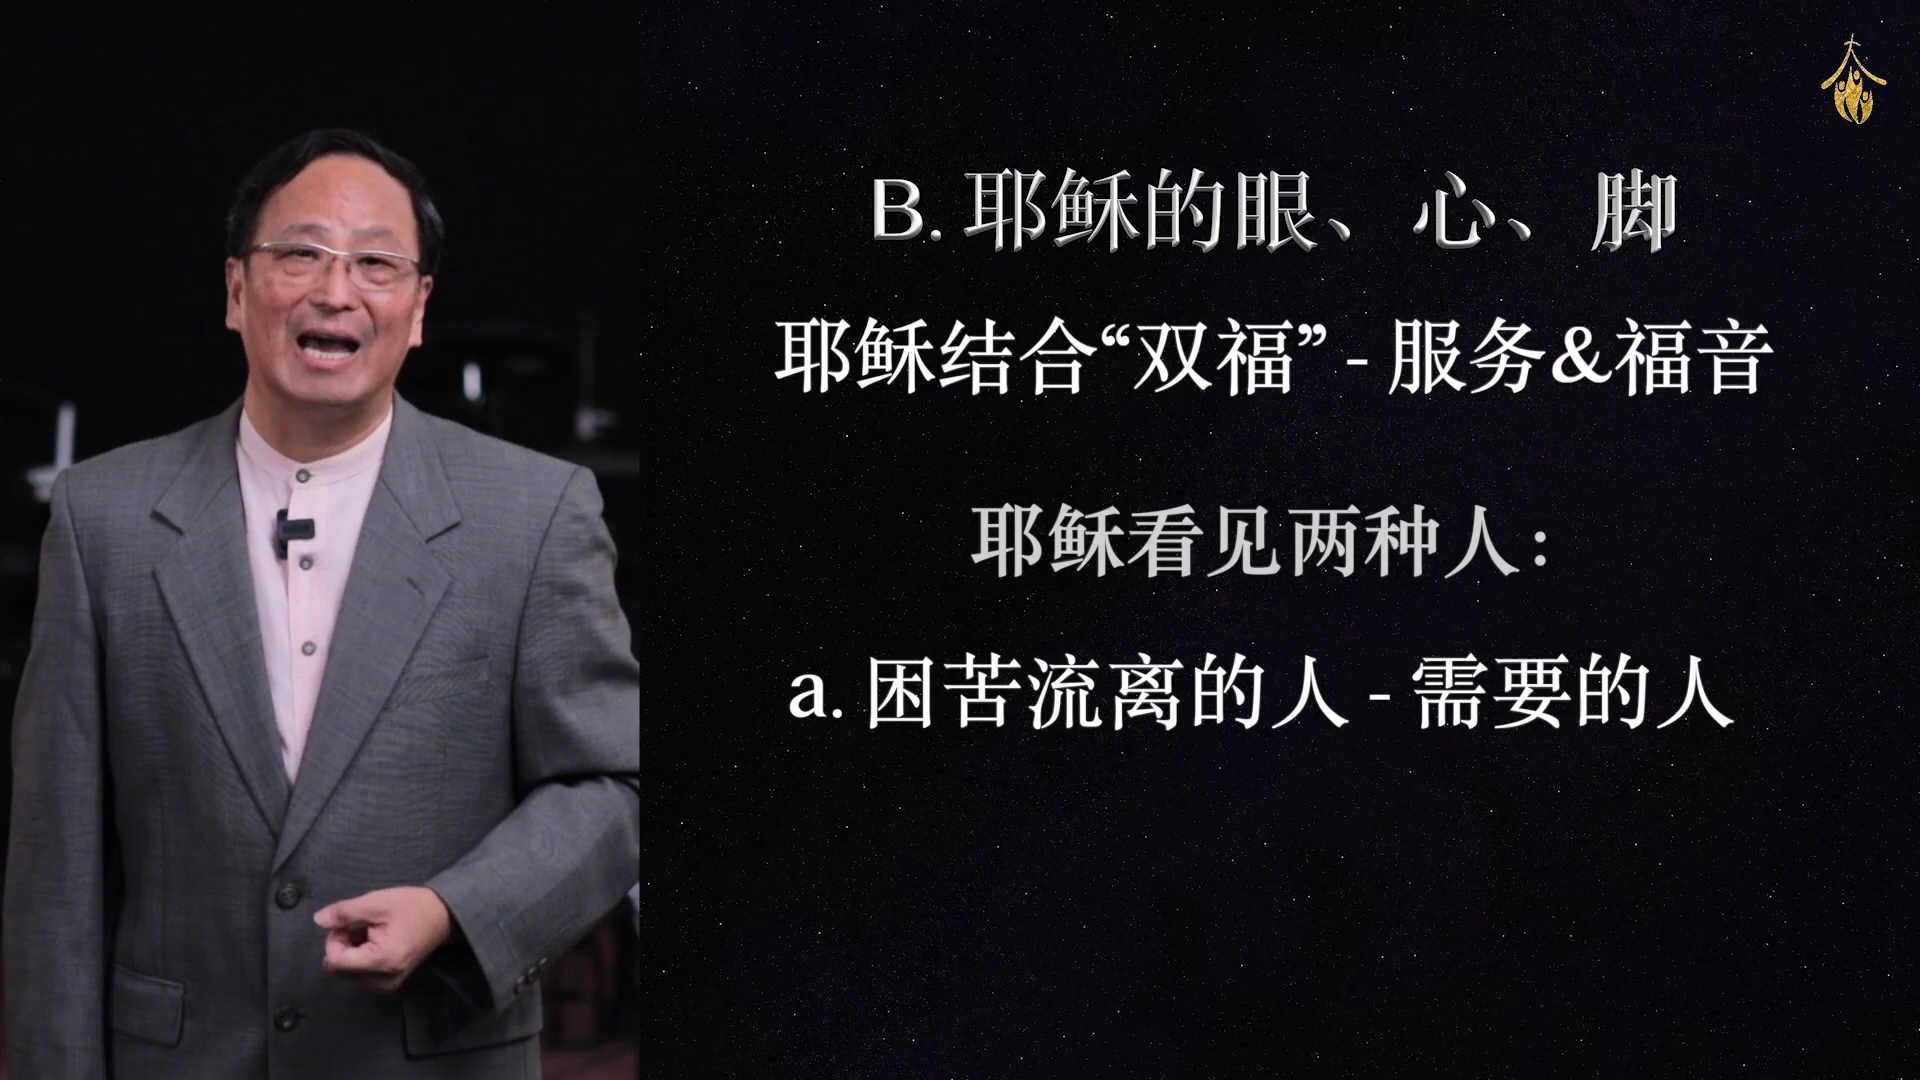 B. 耶稣的眼、心、脚
耶稣结合“双福” - 服务&福音
耶稣看见两种人：
a. 困苦流离的人 - 需要的人